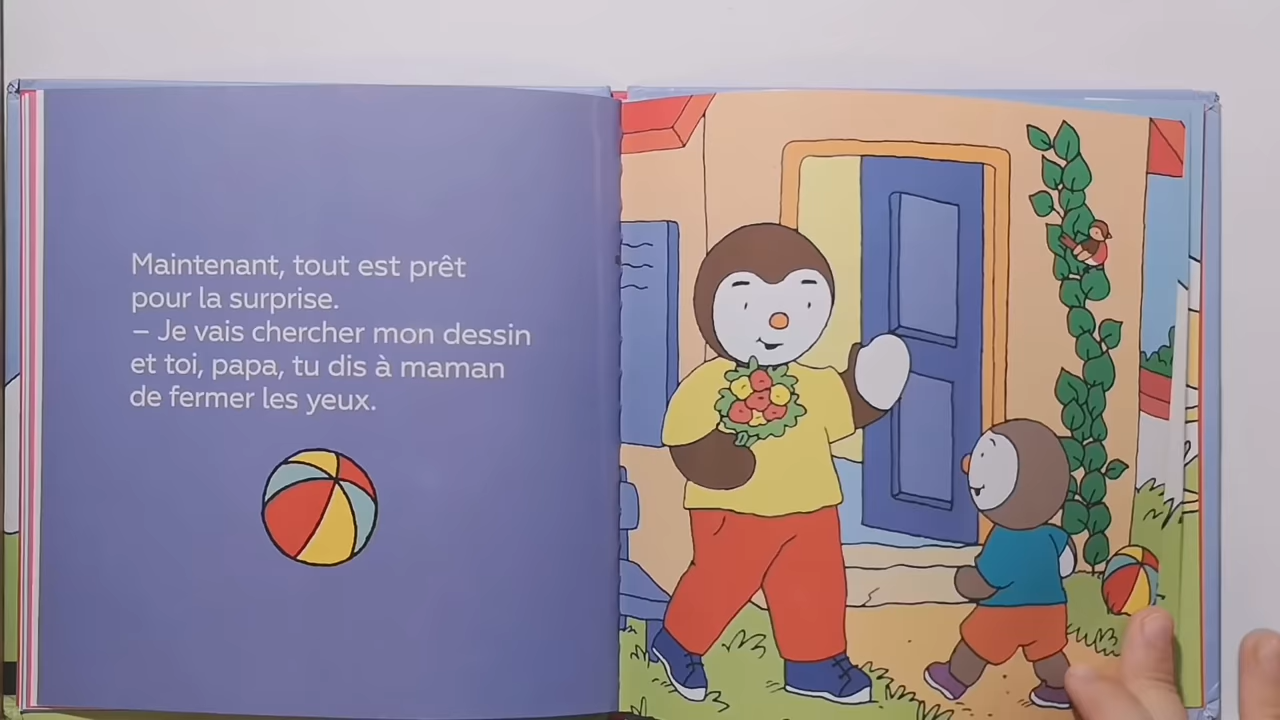 Maintenant, tout est prêt
pour la surprise.
– Je vais chercher mon dessin
et toi, papa, tu dis à maman
de fermer les yeux.